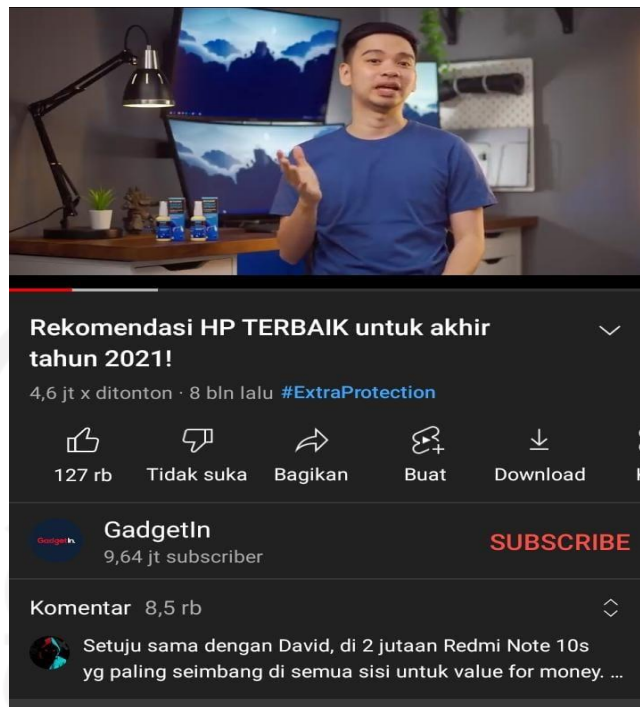 Rekomendasi HP TERBAIK untuk akhir
tahun 2021!
4,6 jt x ditonton · 8 bln lalu #ExtraProtection
127 rb Tidak suka Bagikan Buat Download
GadgetIn.
GadgetIn
9,64 jt subscriber
SUBSCRIBE
Komentar 8,5 rb
Setuju sama dengan David, di 2 jutaan Redmi Note 10s
yg paling seimbang di semua sisi untuk value for money. ...